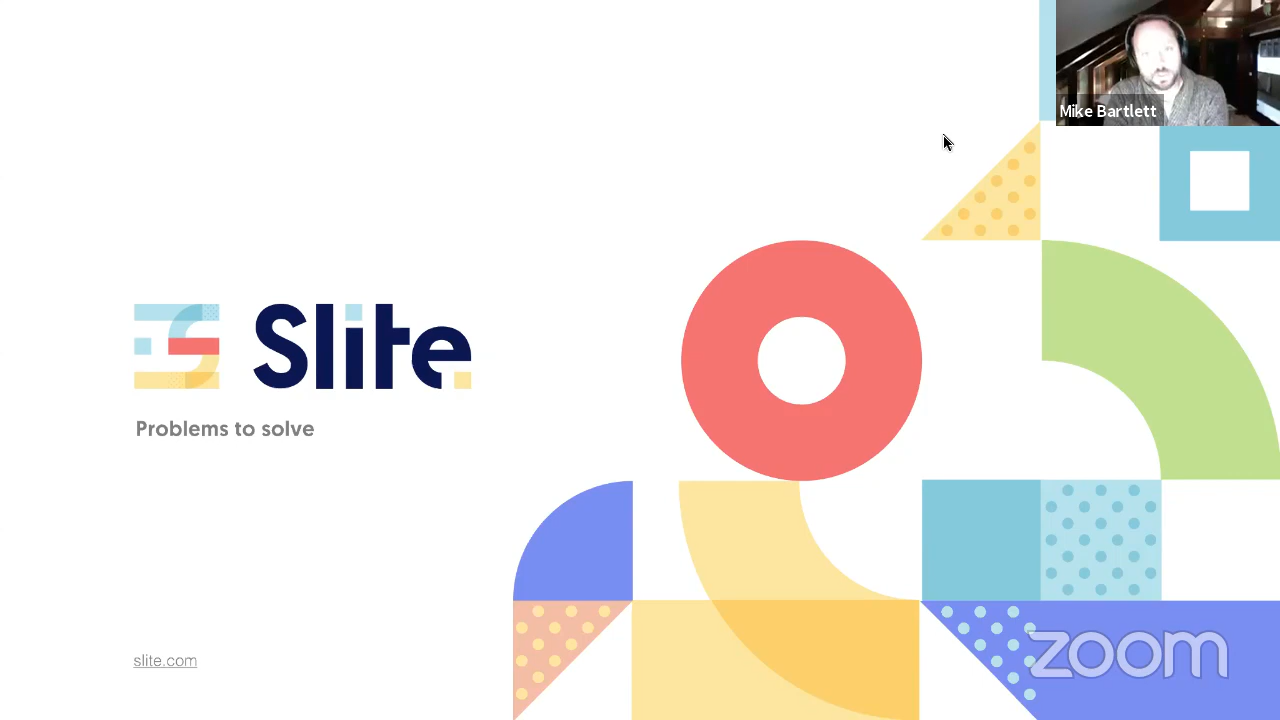 Mike Bartlett
Slite.
Problems to solve
slite.com
zoom